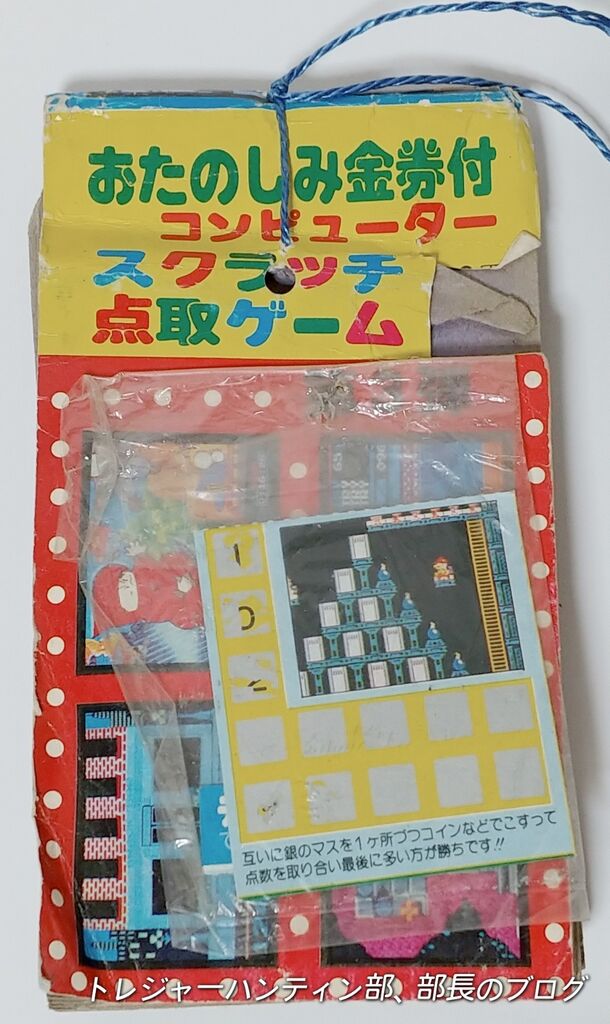 おたのしみ金券付
コンピューター
スクラッチ
点取ゲーム
互いに銀のマスを1ヶ所づつコインなどでこすって
点数を取り合い最後に多い方が勝ちです!!
トレジャーハンティン部、部長のブログ